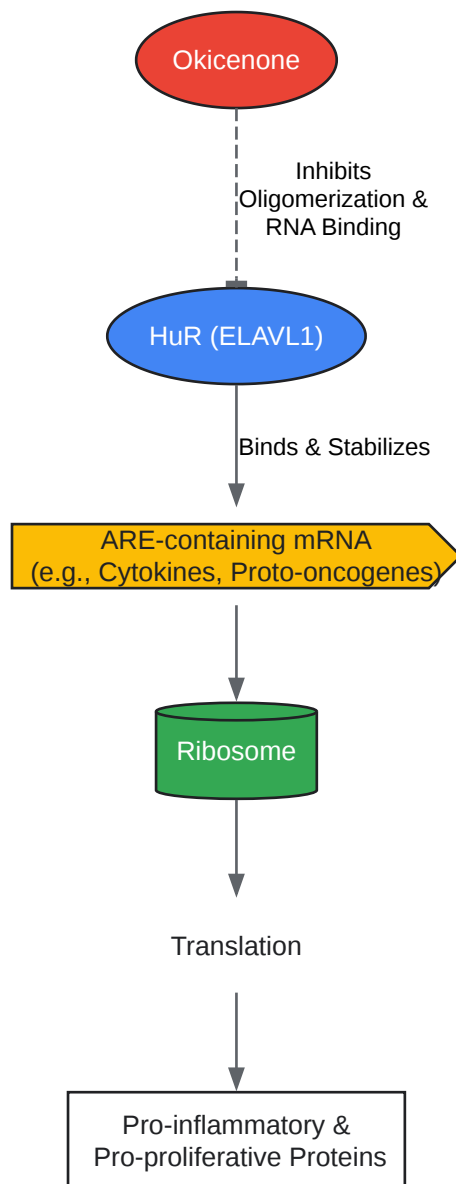 Okicenone
Inhibits
Oligomerization &
RNA Binding
HuR (ELAVL1)
Binds & Stabilizes
ARE-containing mRNA
(e.g., Cytokines, Proto-oncogenes)
Ribosome
Translation
Pro-inflammatory &
Pro-proliferative Proteins